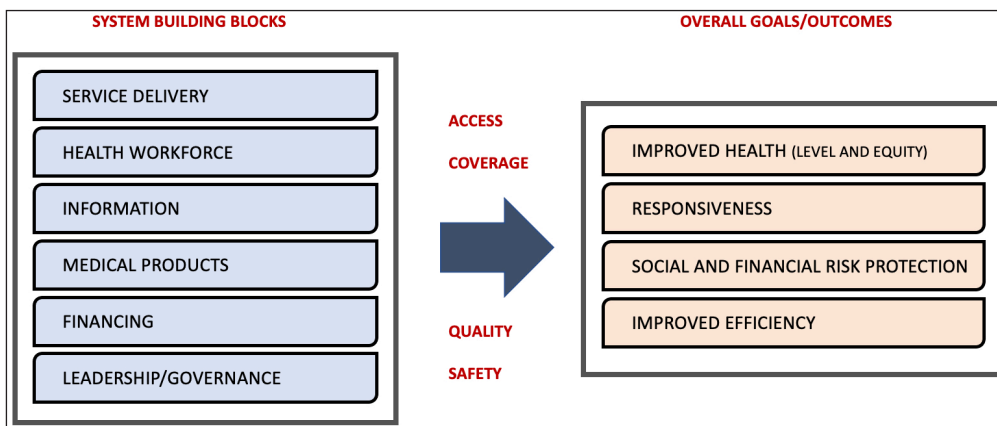 SYSTEM BUILDING BLOCKS
SERVICE DELIVERY
HEALTH WORKFORCE
INFORMATION
MEDICAL PRODUCTS
FINANCING
LEADERSHIP/GOVERNANCE
ACCESS
COVERAGE
QUALITY
SAFETY
OVERALL GOALS/OUTCOMES
IMPROVED HEALTH (LEVEL AND EQUITY)
RESPONSIVENESS
SOCIAL AND FINANCIAL RISK PROTECTION
IMPROVED EFFICIENCY